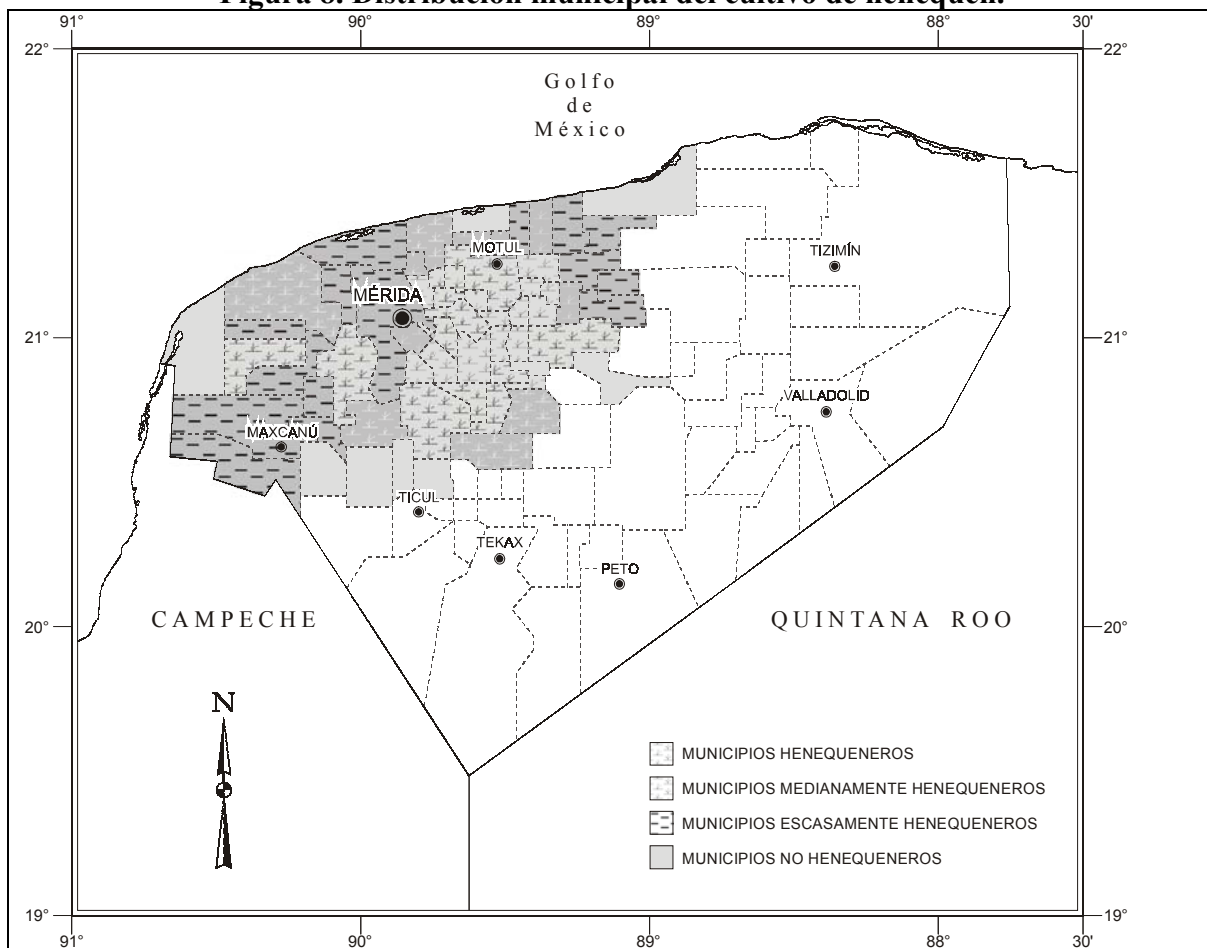 Figura 8. Distribución municipal del cultivo de henequén.
91°
90°
89°
88°
30'
22°
22°
Golfo
de
México
MOTUL
TIZIMÍN
MÉRIDA
21°
21°
VALLADOLID
MAXCANÚ
TICUL
TEKAX
PETO
CAMPECHE
QUINTANA ROO
20°
20°
N
MUNICIPIOS HENEQUENEROS
MUNICIPIOS MEDIANAMENTE HENEQUENEROS
MUNICIPIOS ESCASAMENTE HENEQUENEROS
MUNICIPIOS NO HENEQUENEROS
19°
19°
91°
90°
89°
88°
30'